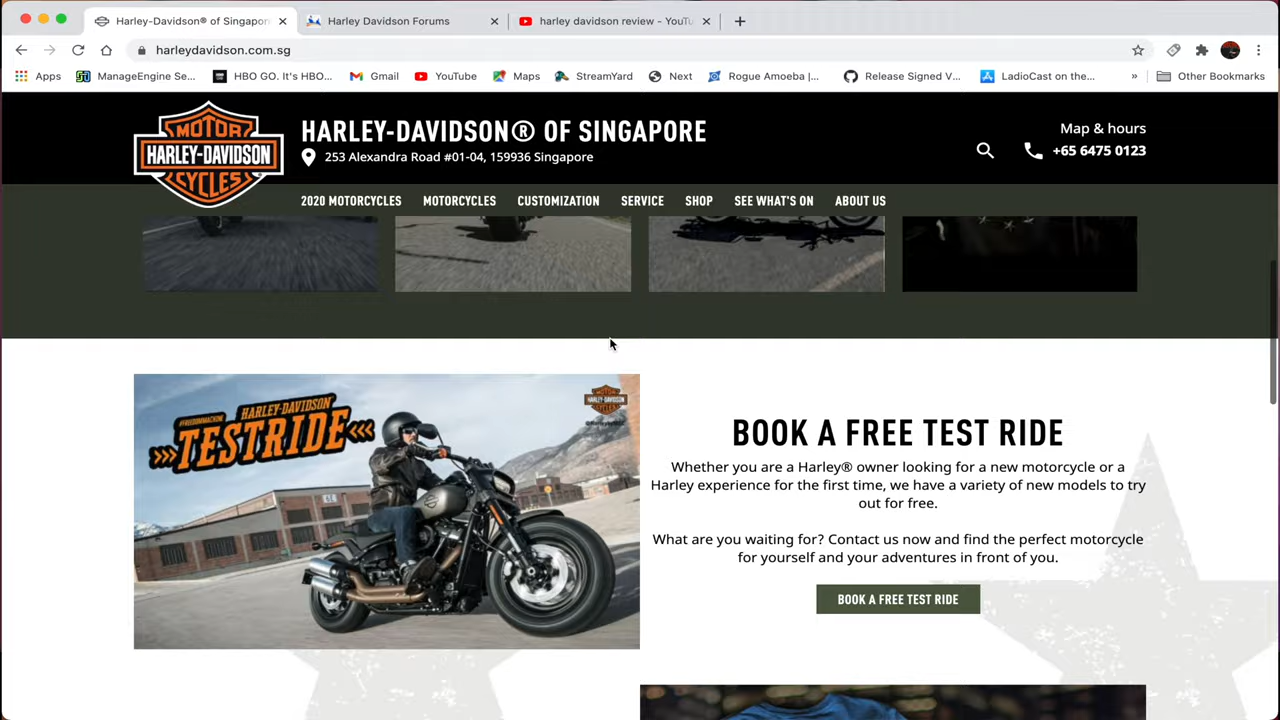 Harley-Davidson® of Singapor
Harley Davidson Forums
harley davidson review - YouTu
harleydavidson.com.sg
Apps
ManageEngine Se...
HBO GO. It's HBO...
Gmail
YouTube
Maps
StreamYard
Next
Rogue Amoeba |...
Release Signed V...
LadioCast on the...
»
Other Bookmarks
MOTOR
HARLEY-DAVIDSON
CYCLES
HARLEY-DAVIDSON® OF SINGAPORE
253 Alexandra Road #01-04, 159936 Singapore
Map & hours
+65 6475 0123
2020 MOTORCYCLES
MOTORCYCLES
CUSTOMIZATION
SERVICE
SHOP
SEE WHAT'S ON
ABOUT US
HARLEY-DAVIDSON
>>>TESTRIDE<<<
MOTOR
HARLEY-DAVIDSON
CYCLES
BOOK A FREE TEST RIDE
Whether you are a Harley® owner looking for a new motorcycle or a
Harley experience for the first time, we have a variety of new models to try
out for free.
What are you waiting for? Contact us now and find the perfect motorcycle
for yourself and your adventures in front of you.
BOOK A FREE TEST RIDE